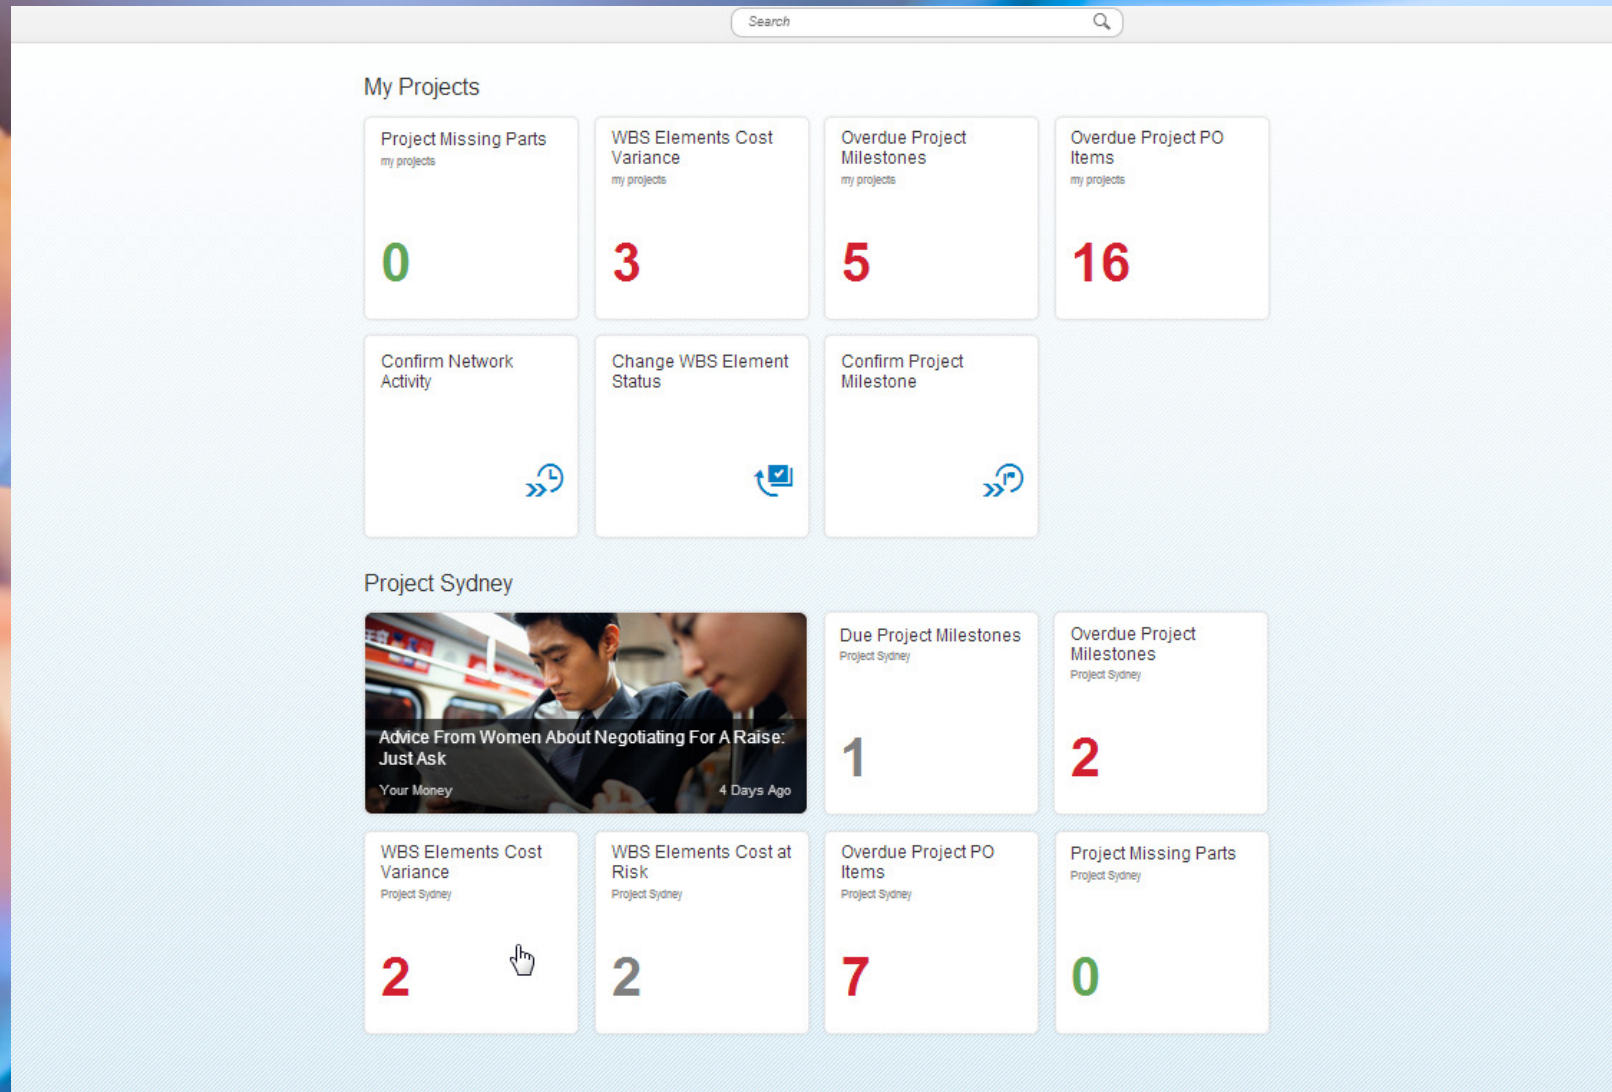 Search
My Projects
Project Missing Parts
my projects
0
WBS Elements Cost
Variance
my projects
3
Overdue Project
Milestones
my projects
5
Overdue Project PO
Items
my projects
16
Confirm Network
Activity
Change WBS Element
Status
Confirm Project
Milestone
Project Sydney
Advice From Women About Negotiating For A Raise:
Just Ask
Your Money
4 Days Ago
Due Project Milestones
Project Sydney
1
Overdue Project
Milestones
Project Sydney
2
WBS Elements Cost
Variance
Project Sydney
2
WBS Elements Cost at
Risk
Project Sydney
2
Overdue Project PO
Items
Project Sydney
7
Project Missing Parts
Project Sydney
0